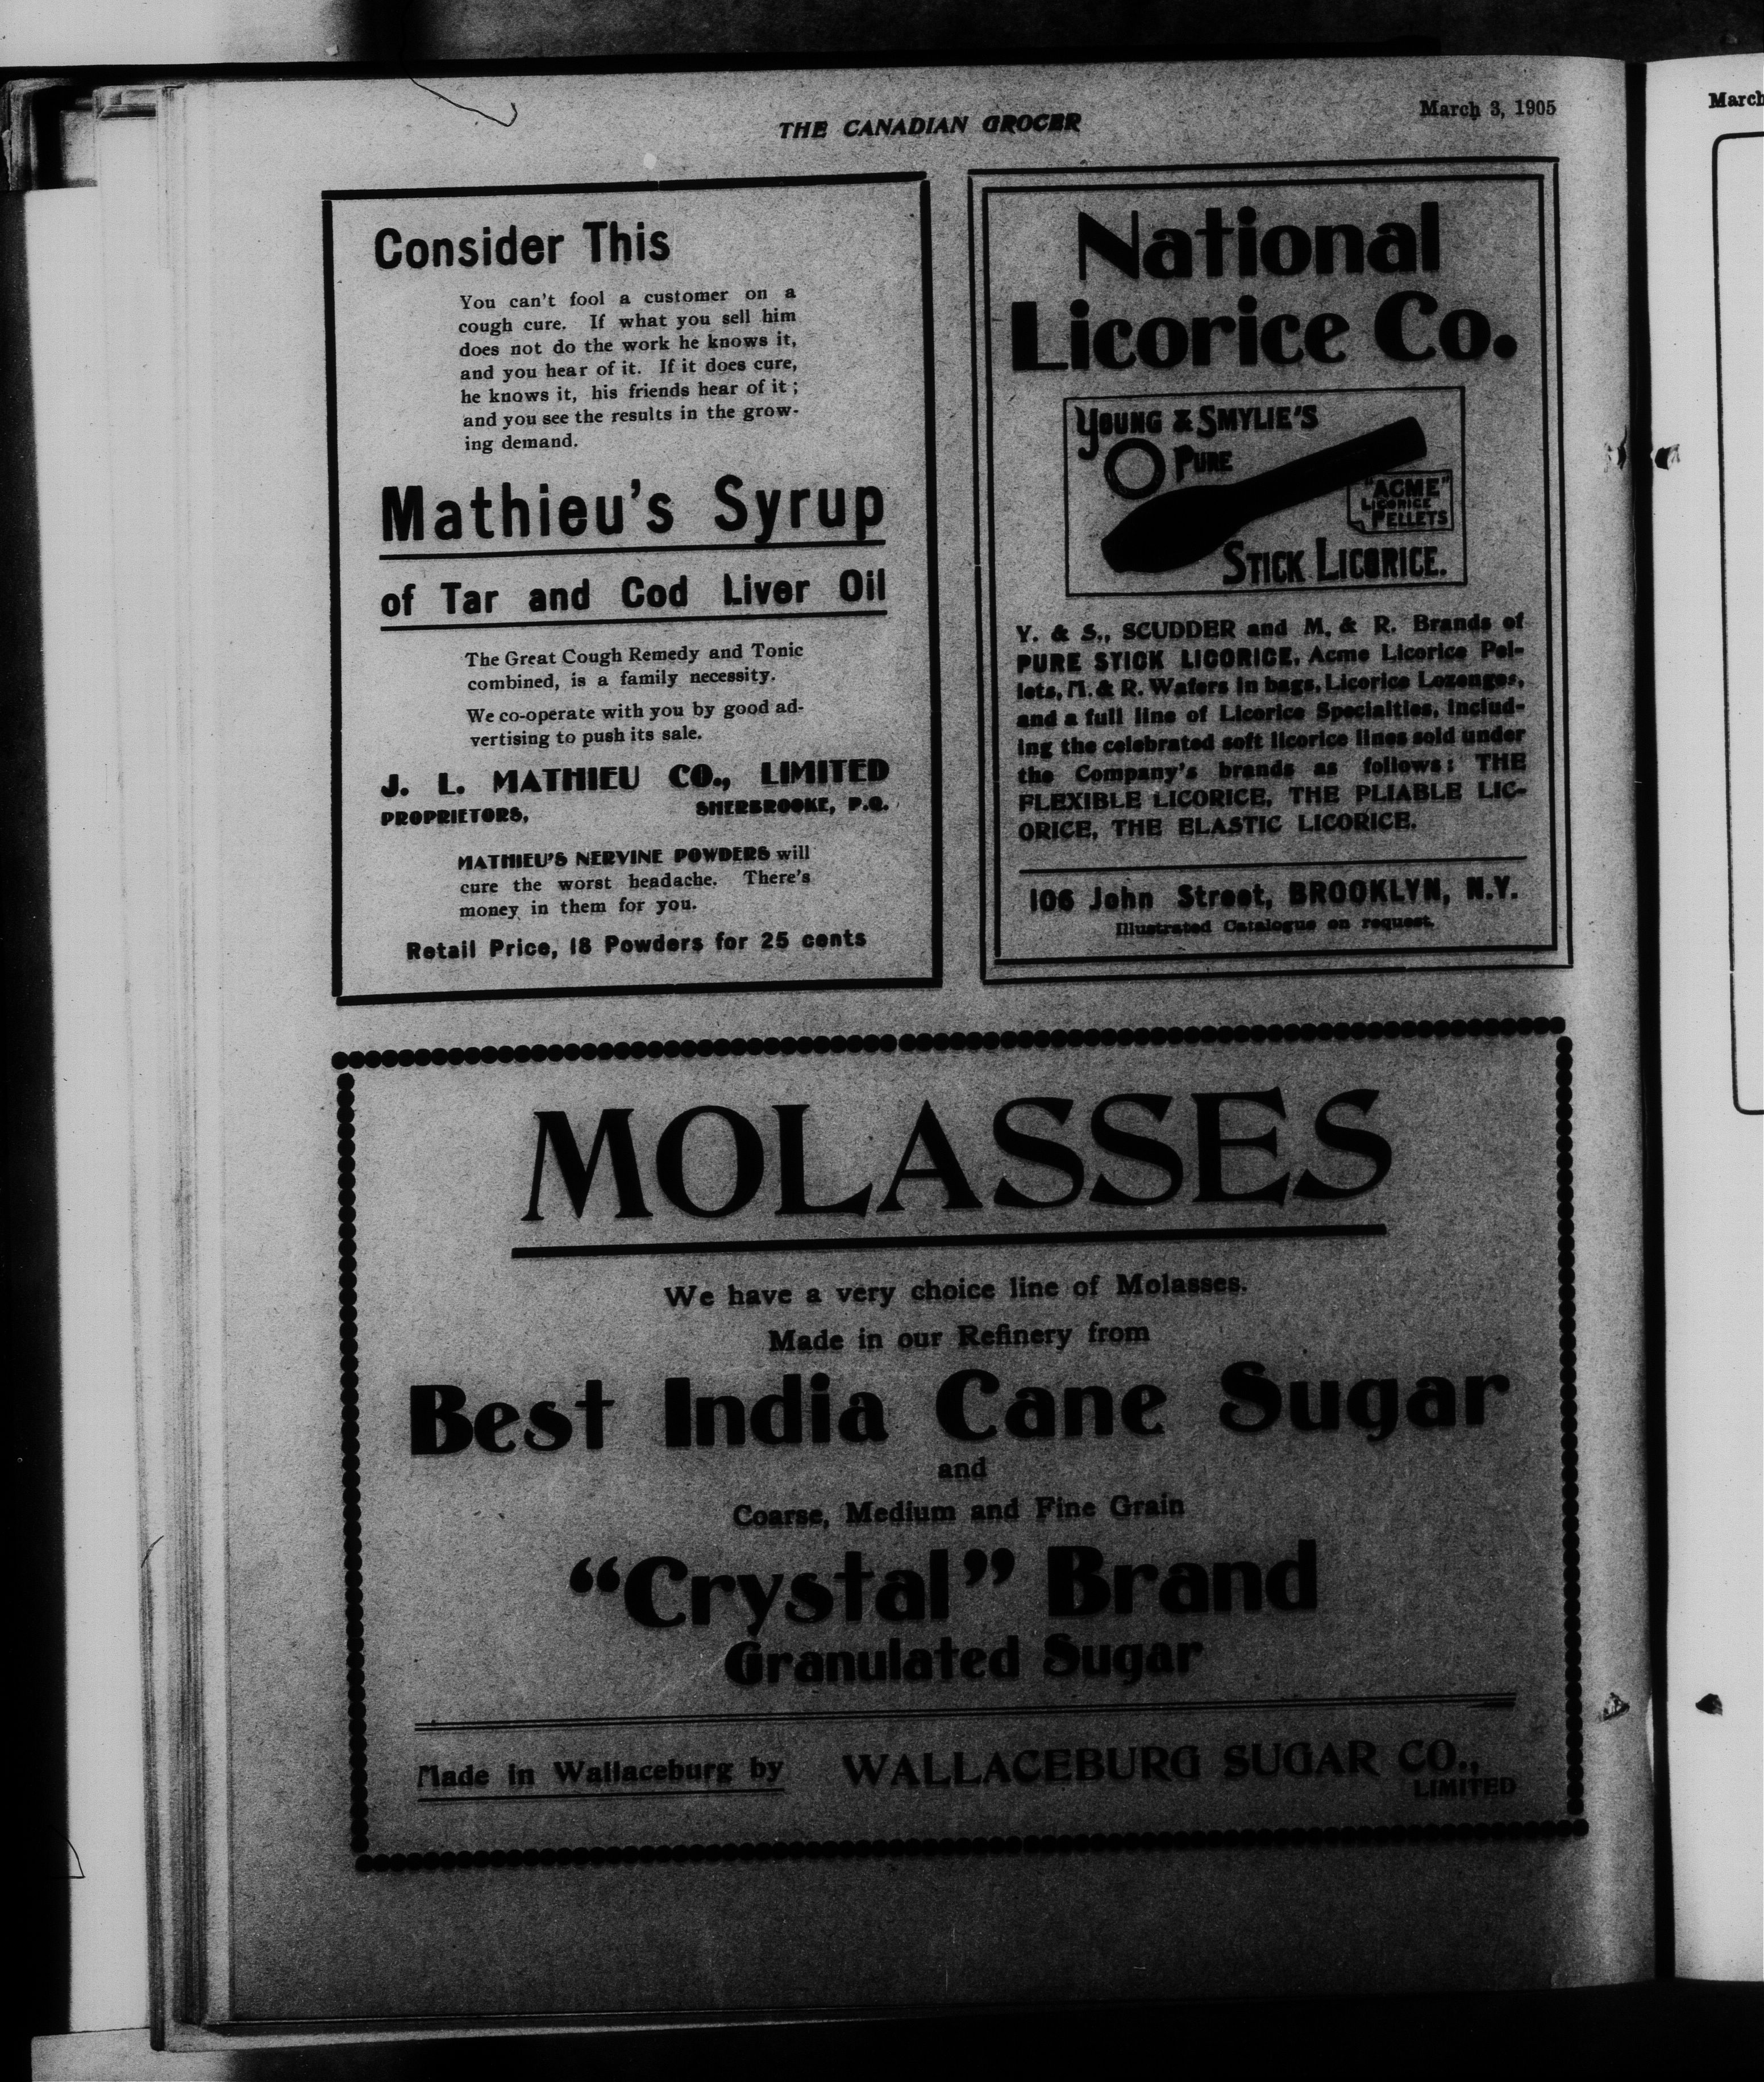 THE CANADIAN GROCER
March 3, 1905
Consider This
You can't fool a customer on a
cough cure. If what you sell him
does not do the work he knows it,
and you hear of it. If it does cure,
he knows it, his friends hear of it ;
and you see the results in the grow-
ing demand.
Mathieu's Syrup
of Tar and Cod Liver Oil
The Great Cough Remedy and Tonic
combined, is a family necessity.
We co-operate with you by good ad-
vertising to push its sale.
J. L. MATHIEU CO., LIMITED
PROPRIETORS, SHERBROOKE, P.Q.
MATHIEU'S NERVINE POWDERS will
cure the worst headache. There's
money in them for you.
Retail Price, 18 Powders for 25 cents
National
Licorice Co.
YOUNG & SMYLIE'S
PURE
"ACME"
LICORICE
PELLETS
STICK LICORICE.
Y. & S., SCUDDER and M. & R. Brands of
PURE STICK LICORICE, Acme Licorice Pel-
lets, M. & R. Wafers in bags, Licorice Lozenges,
and a full line of Licorice Specialties, includ-
ing the celebrated soft licorice lines sold under
the Company's brands as follows: THE
FLEXIBLE LICORICE, THE PLIABLE LIC-
ORICE, THE ELASTIC LICORICE.
106 John Street, BROOKLYN, N.Y.
Illustrated Catalogue on request.
MOLASSES
We have a very choice line of Molasses.
Made in our Refinery from
Best India Cane Sugar
and
Coarse, Medium and Fine Grain
"Crystal" Brand
Granulated Sugar
Made in Wallaceburg by WALLACEBURG SUGAR CO.,
LIMITED
March